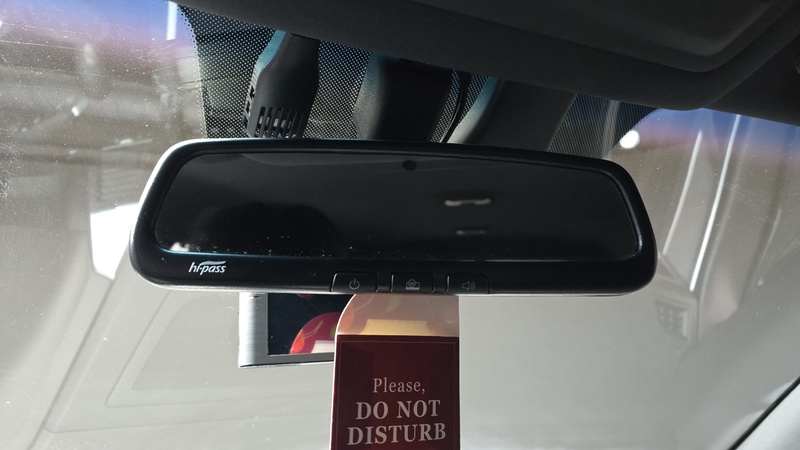 hi-pass
Please,
DO NOT
DISTURB